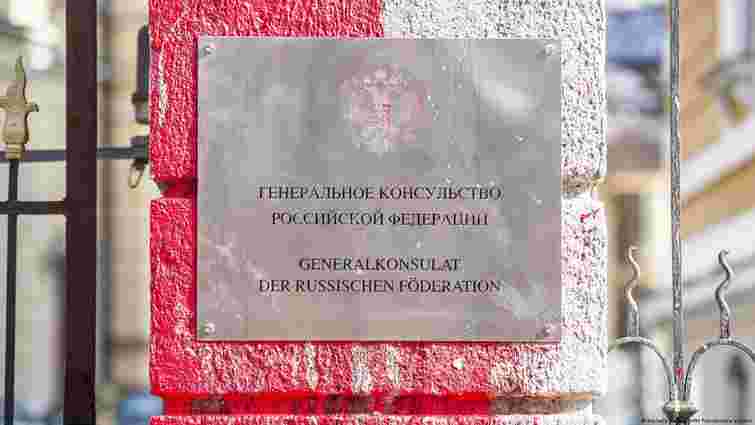 ГЕНЕРАЛЬНОЕ КОНСУЛЬСТВО
РОССИЙСКОЙ ФЕДЕРАЦИИ
GENERALKONSULAT
DER RUSSISCHEN FÖDERATION